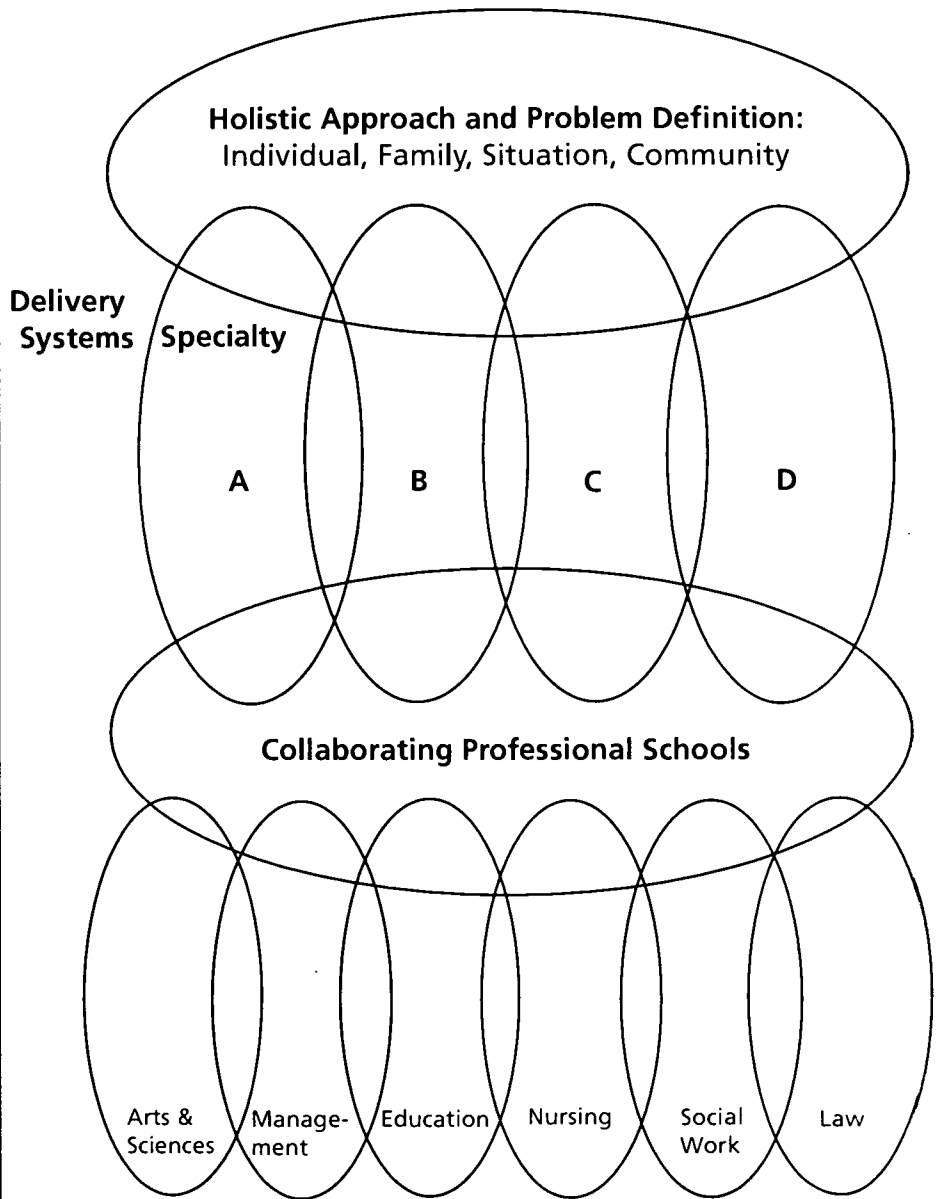 Holistic Approach and Problem Definition:
Individual, Family, Situation, Community
Delivery
Systems
Specialty
A
B
C
D
Collaborating Professional Schools
Arts &
Sciences
Manage-
ment
Education
Nursing
Social
Work
Law